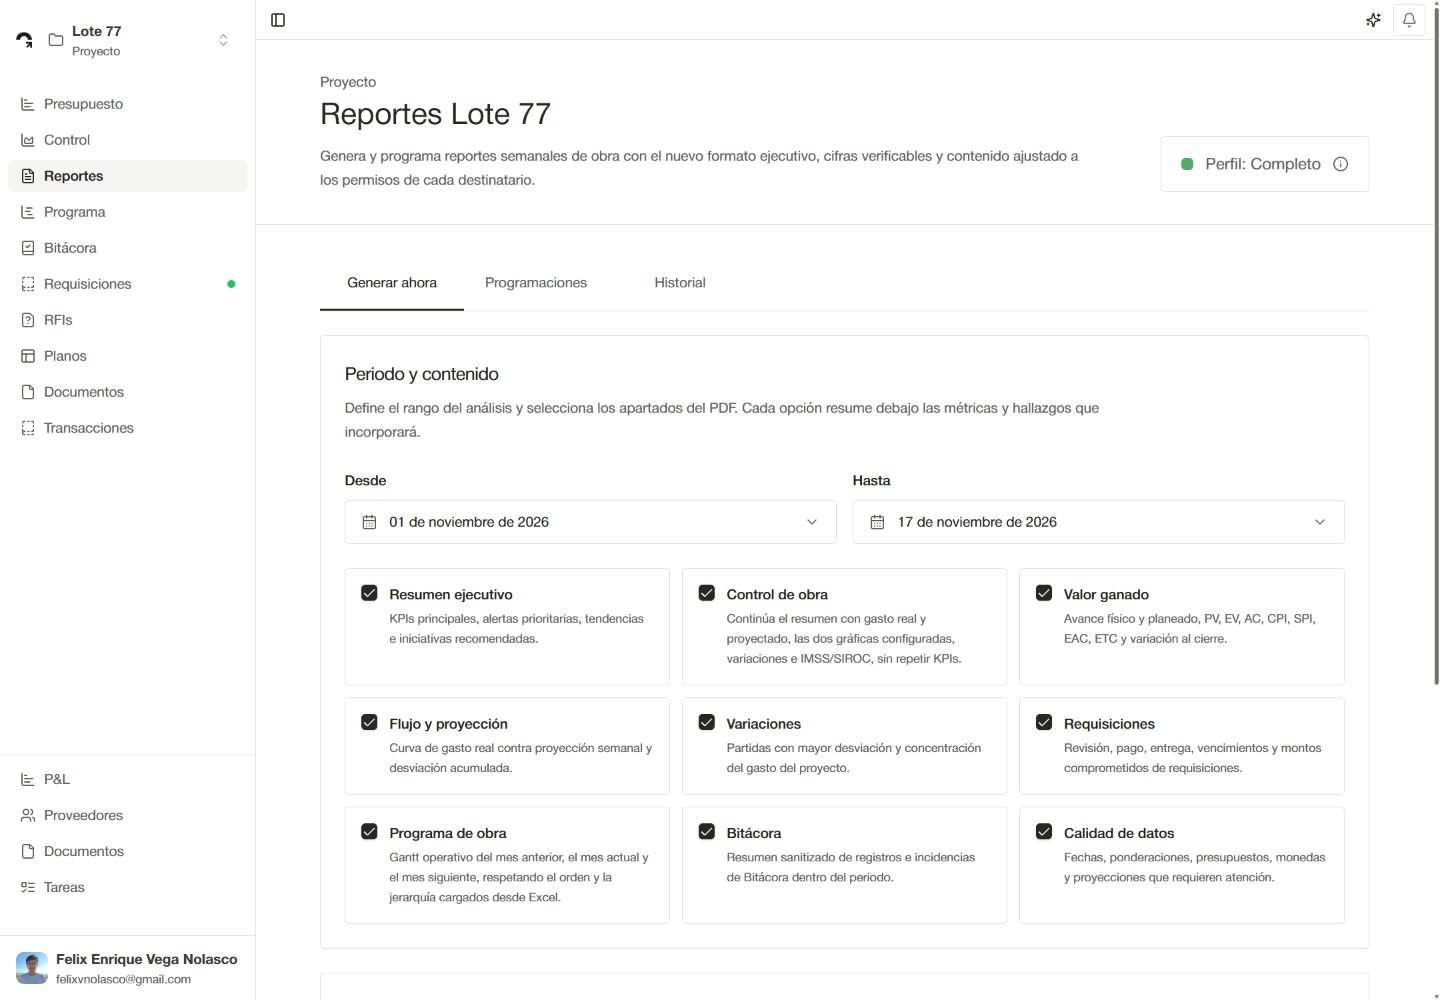 Lote 77
Proyecto
Presupuesto
Control
Reportes
Programa
Bitácora
Requisiciones
RFIs
Planos
Documentos
Transacciones
P&L
Proveedores
Documentos
Tareas
Felix Enrique Vega Nolasco
felixvnolasco@gmail.com
Proyecto
Reportes Lote 77
Genera y programa reportes semanales de obra con el nuevo formato ejecutivo, cifras verificables y contenido ajustado a
los permisos de cada destinatario.
Perfil: Completo
Generar ahora
Programaciones
Historial
Periodo y contenido
Define el rango del análisis y selecciona los apartados del PDF. Cada opción resume debajo las métricas y hallazgos que
incorporará.
Desde
01 de noviembre de 2026
Hasta
17 de noviembre de 2026
Resumen ejecutivo
KPIs principales, alertas prioritarias, tendencias
e iniciativas recomendadas.
Control de obra
Continúa el resumen con gasto real y
proyectado, las dos gráficas configuradas,
variaciones e IMSS/SIROC, sin repetir KPIs.
Valor ganado
Avance físico y planeado, PV, EV, AC, CPI, SPI,
EAC, ETC y variación al cierre.
Flujo y proyección
Curva de gasto real contra proyección semanal y
desviación acumulada.
Variaciones
Partidas con mayor desviación y concentración
del gasto del proyecto.
Requisiciones
Revisión, pago, entrega, vencimientos y montos
comprometidos de requisiciones.
Programa de obra
Gantt operativo del mes anterior, el mes actual y
el mes siguiente, respetando el orden y la
jerarquía cargados desde Excel.
Bitácora
Resumen sanitizado de registros e incidencias
de Bitácora dentro del periodo.
Calidad de datos
Fechas, ponderaciones, presupuestos, monedas
y proyecciones que requieren atención.